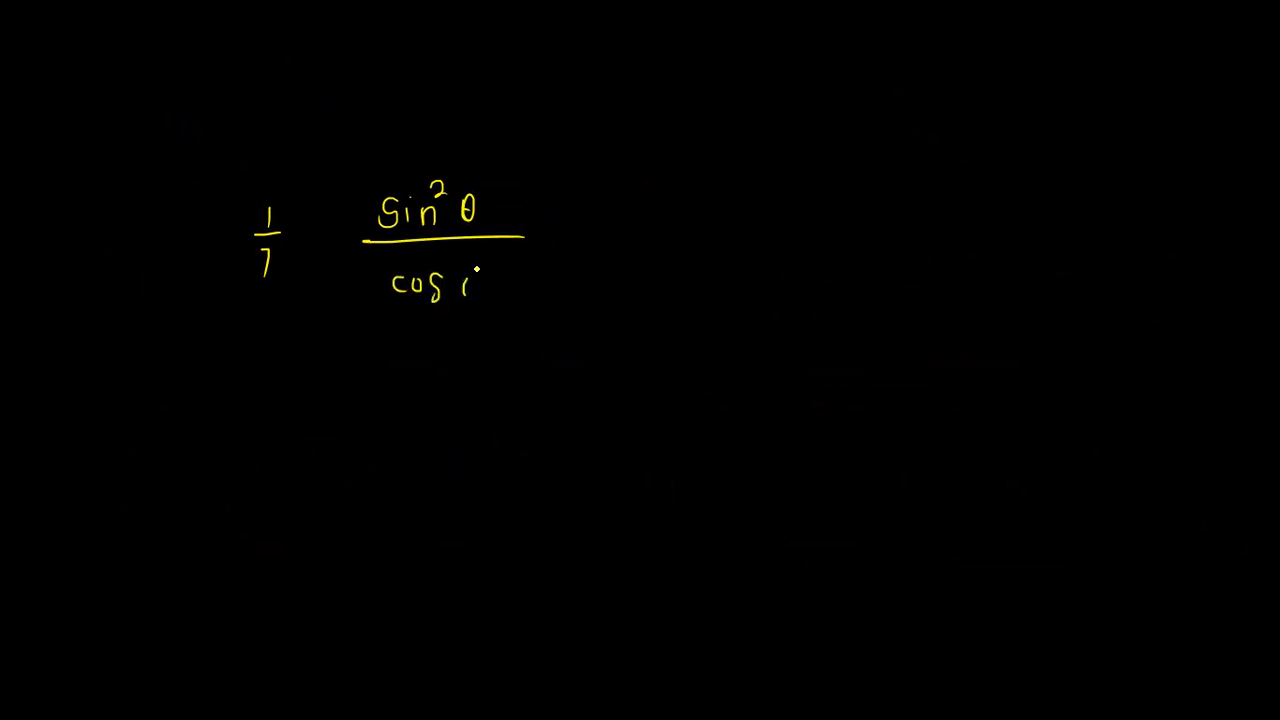 1/7 sin²θ / cos